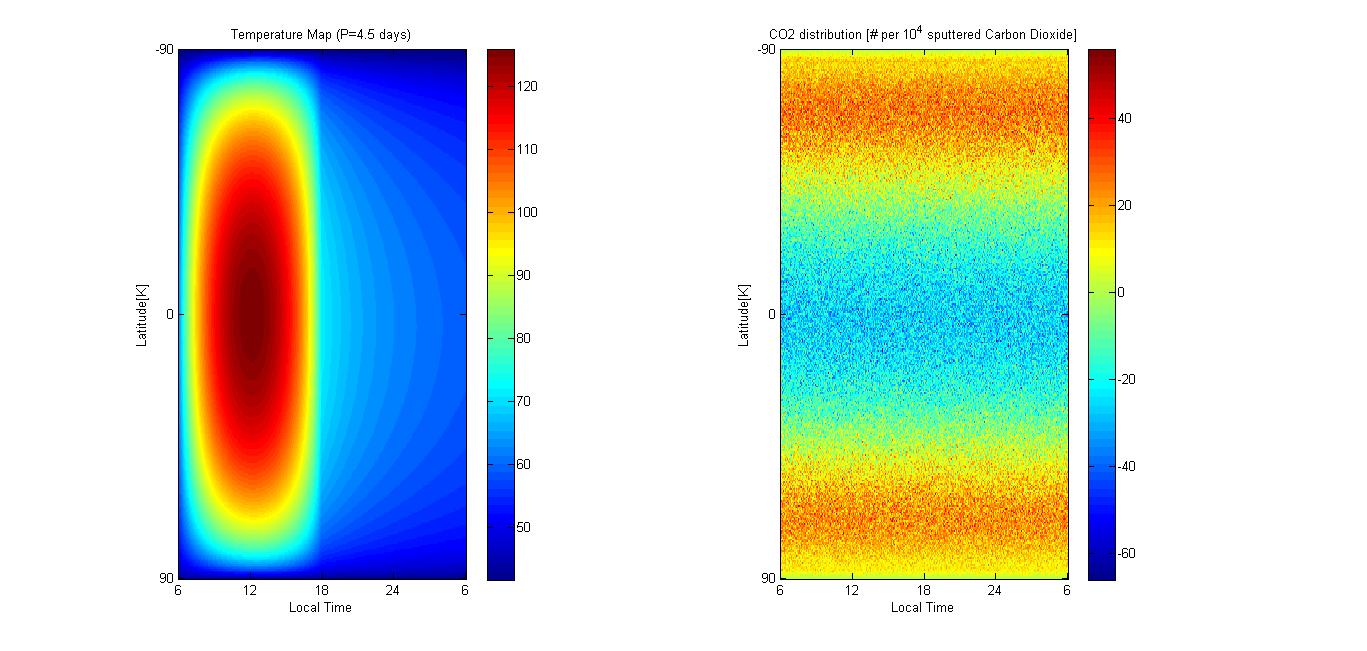 Temperature Map (P=4.5 days)
-90
0
90
Latitude[K]
6 12 18 24 6
Local Time
120
110
100
90
80
70
60
50
CO2 distribution [# per 10^4 sputtered Carbon Dioxide]
-90
0
90
Latitude[K]
6 12 18 24 6
Local Time
40
20
0
-20
-40
-60